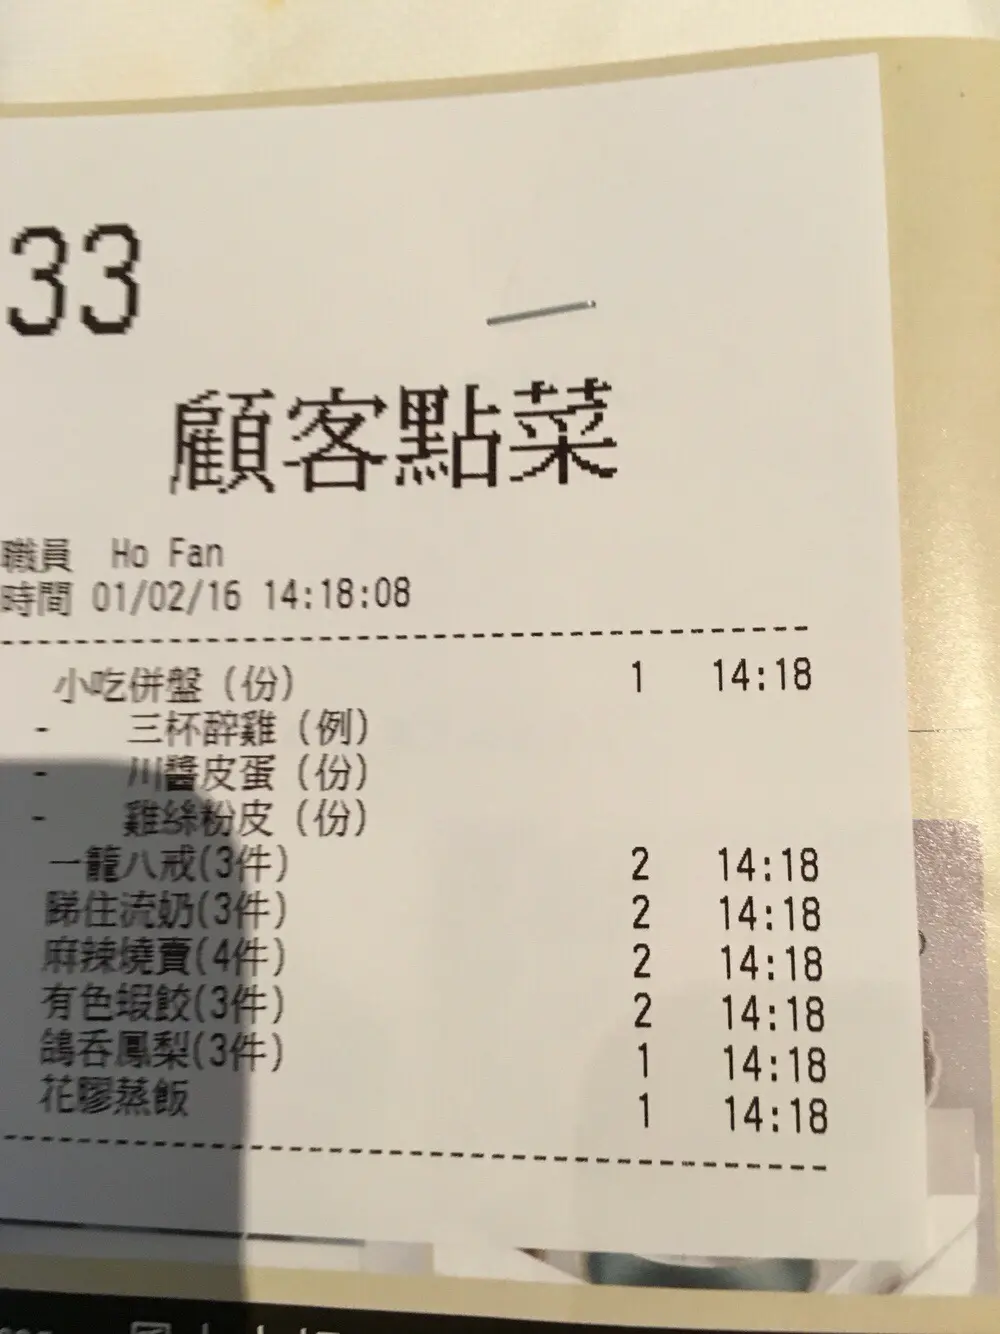 33
顧客點菜
職員 Ho Fan
時間 01/02/16 14:18:08
小吃併盤(份) 1 14:18
- 三杯醉雞(例)
- 川醬皮蛋(份)
- 雞絲粉皮(份)
一籠八戒(3件) 2 14:18
睇住流奶(3件) 2 14:18
麻辣燒賣(4件) 2 14:18
有色蝦餃(3件) 2 14:18
鴿吞鳳梨(3件) 1 14:18
花膠蒸飯 1 14:18